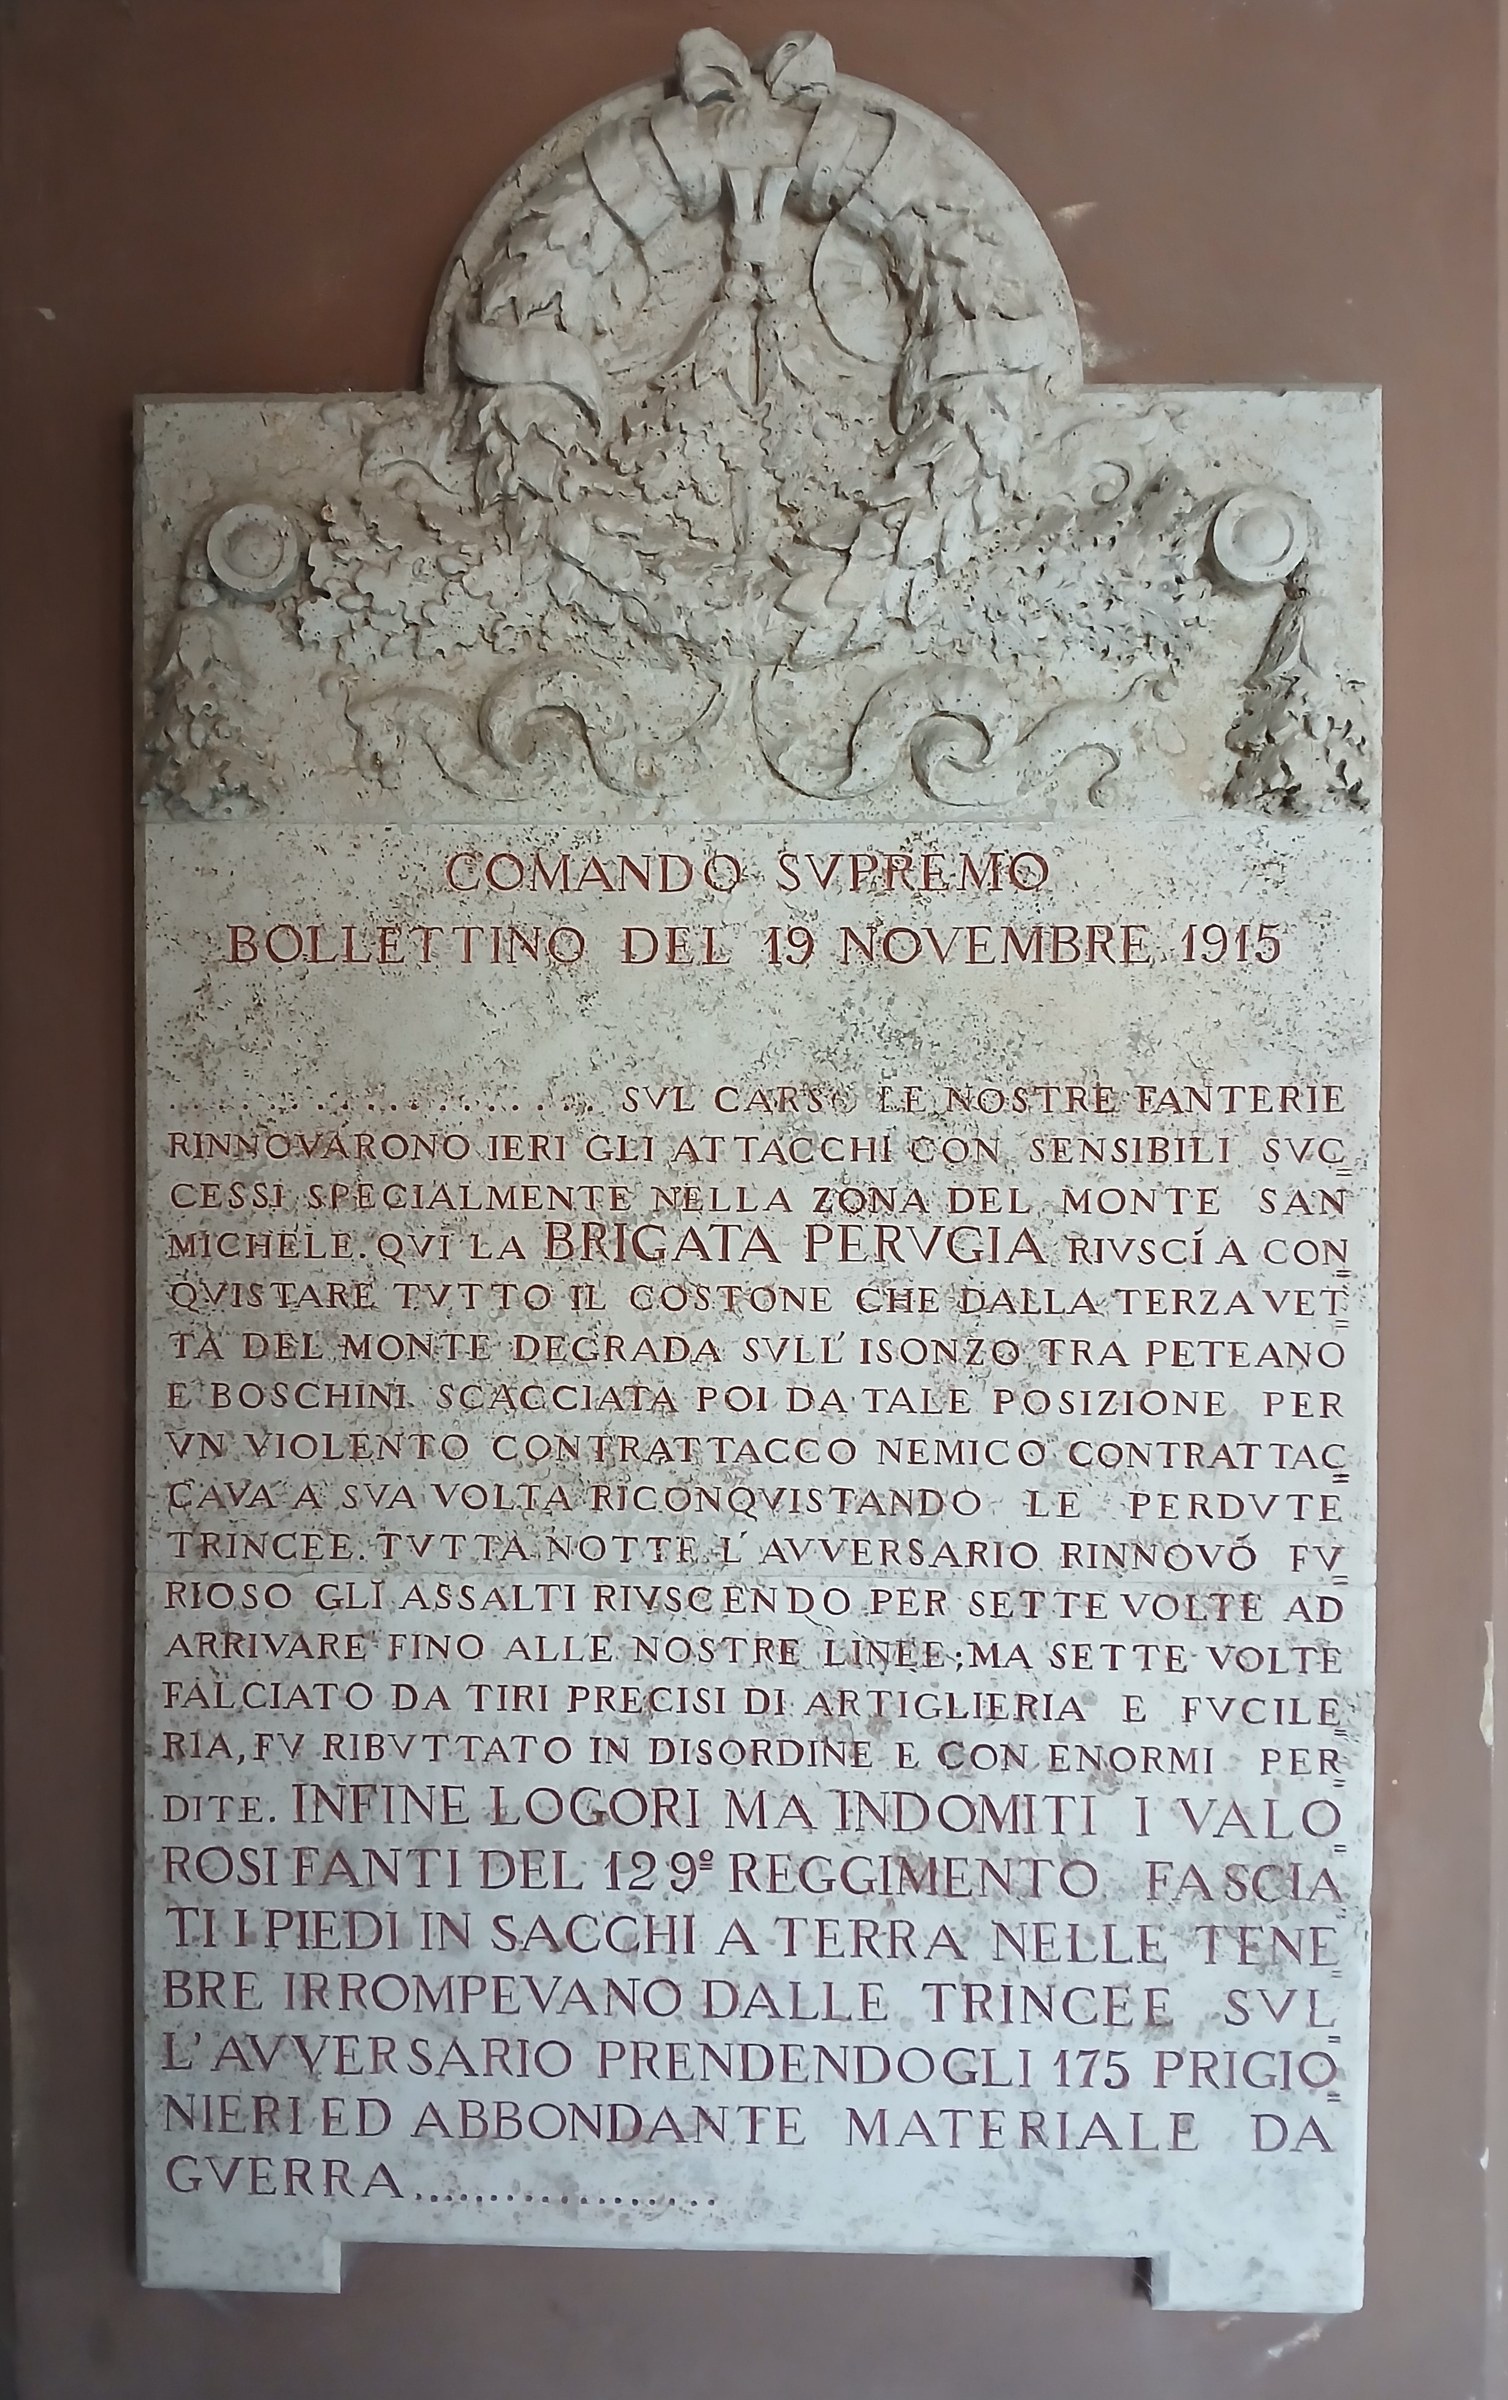 COMANDO SVPREMO
BOLLETTINO DEL 19 NOVEMBRE 1915
.................... SVL CARSO LE NOSTRE FANTERIE
RINNOVARONO IERI GLI ATTACCHI CON SENSIBILI SVC=
CESSI SPECIALMENTE NELLA ZONA DEL MONTE SAN
MICHELE. QVI LA BRIGATA PERVGIA RIVSCÍ A CON=
QVISTARE TVTTO IL COSTONE CHE DALLA TERZA VET=
TA DEL MONTE DEGRADA SVLL'ISONZO TRA PETEANO
E BOSCHINI. SCACCIATA POI DA TALE POSIZIONE PER
VN VIOLENTO CONTRATTACCO NEMICO CONTRATTAC=
CAVA A SVA VOLTA RICONQVISTANDO LE PERDVTE
TRINCEE. TVTTA NOTTE L'AVVERSARIO RINNOVÓ FV=
RIOSO GLI ASSALTI RIVSCENDO PER SETTE VOLTE AD
ARRIVARE FINO ALLE NOSTRE LINEE; MA SETTE VOLTE
FALCIATO DA TIRI PRECISI DI ARTIGLIERIA E FVCILE=
RIA, FV RIBVTTATO IN DISORDINE E CON ENORMI PER=
DITE. INFINE LOGORI MA INDOMITI I VALO=
ROSI FANTI DEL 129º REGGIMENTO FASCIA=
TI I PIEDI IN SACCHI A TERRA NELLE TENE=
BRE IRROMPEVANO DALLE TRINCEE SVL=
L'AVVERSARIO PRENDENDOGLI 175 PRIGIO=
NIERI ED ABBONDANTE MATERIALE DA
GVERRA...................